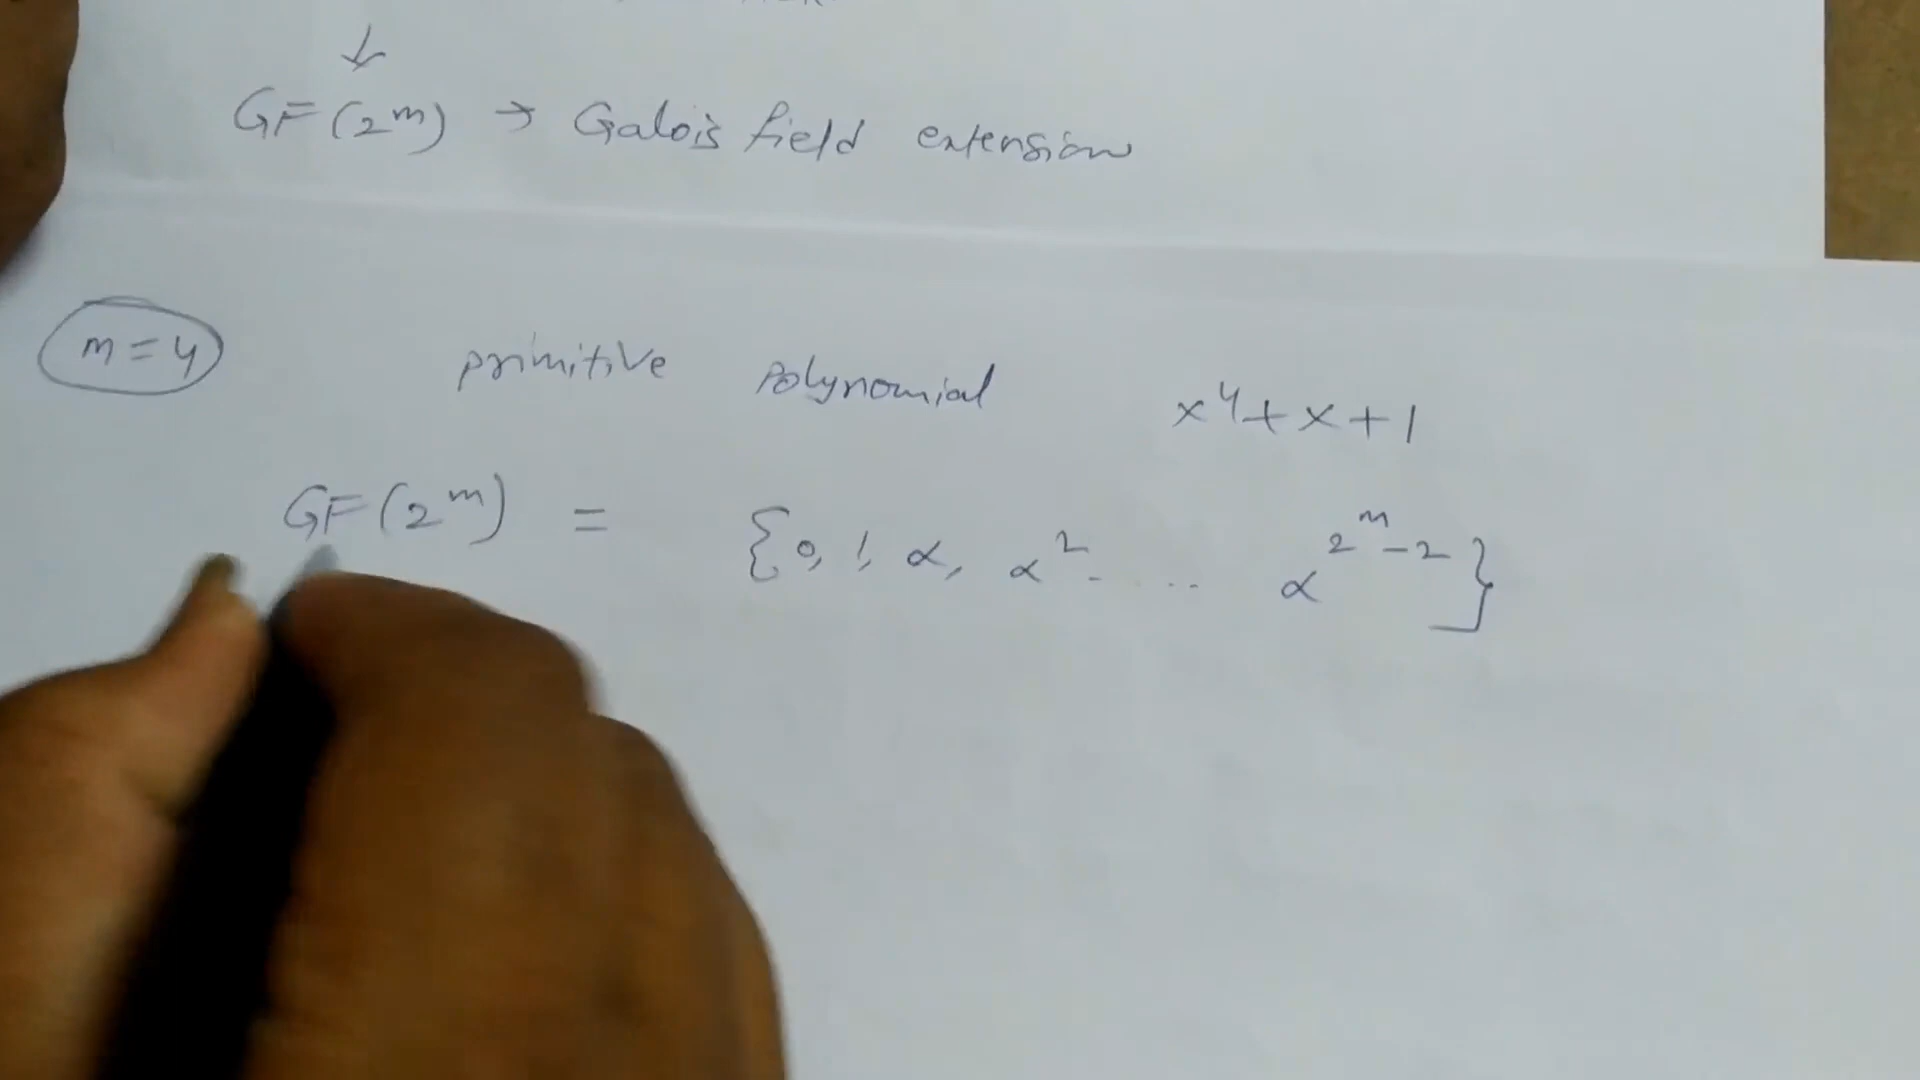 ↓
GF(2^m) → Galois field extension
m=4 primitive polynomial x^4+x+1
GF(2^m) = {0, 1, α, α^2 - ... α^{2^m-2}}